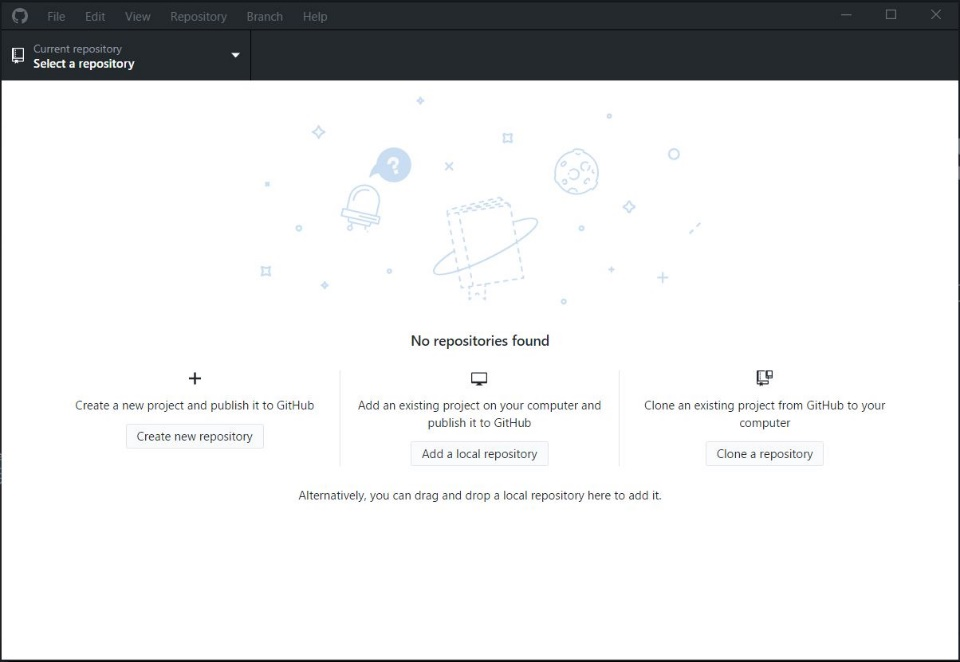 File Edit View Repository Branch Help
Current repository
Select a repository
?
No repositories found
Create a new project and publish it to GitHub
Create new repository
Add an existing project on your computer and
publish it to GitHub
Add a local repository
Clone an existing project from GitHub to your
computer
Clone a repository
Alternatively, you can drag and drop a local repository here to add it.